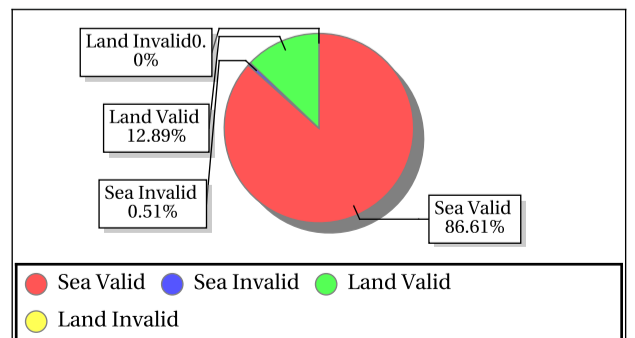 Land Invalid0.
0%
Land Valid
12.89%
Sea Invalid
0.51%
Sea Valid
86.61%
Sea Valid Sea Invalid Land Valid
Land Invalid